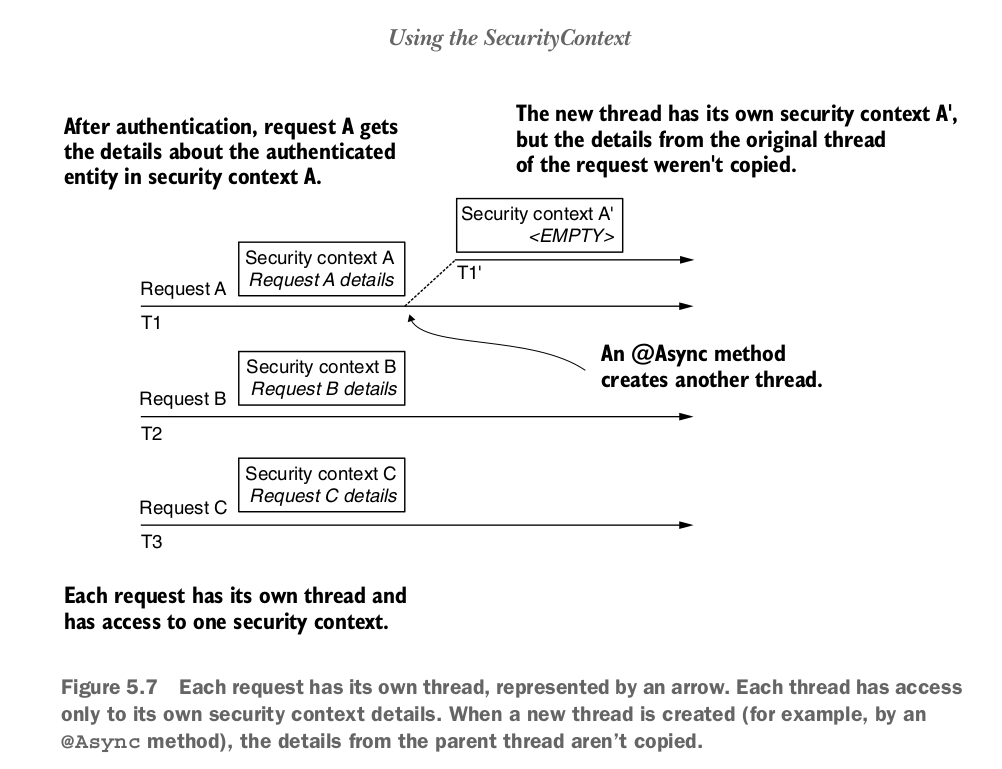 Using the SecurityContext
After authentication, request A gets
the details about the authenticated
entity in security context A.
The new thread has its own security context A',
but the details from the original thread
of the request weren't copied.
Security context A'
<EMPTY>
T1'
Security context A
Request A details
Request A
T1
An @Async method
creates another thread.
Security context B
Request B details
Request B
T2
Security context C
Request C details
Request C
T3
Each request has its own thread and
has access to one security context.
Figure 5.7 Each request has its own thread, represented by an arrow. Each thread has access
only to its own security context details. When a new thread is created (for example, by an
@Async method), the details from the parent thread aren’t copied.